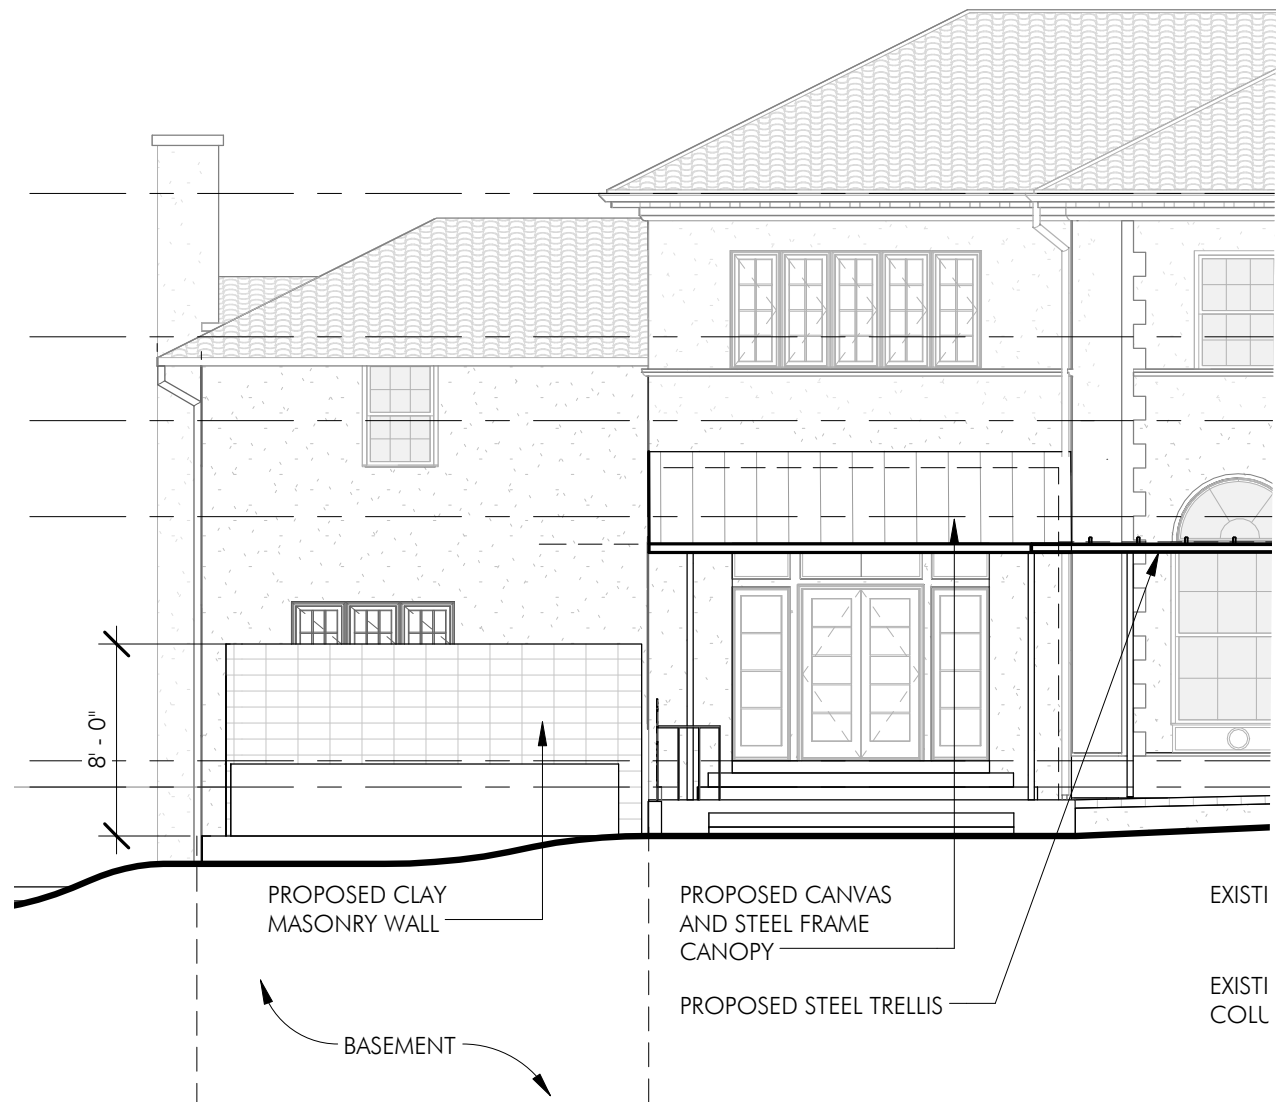 8' - 0"
PROPOSED CLAY
MASONRY WALL
PROPOSED CANVAS
AND STEEL FRAME
CANOPY
PROPOSED STEEL TRELLIS
BASEMENT
EXISTI
EXISTI
COLU